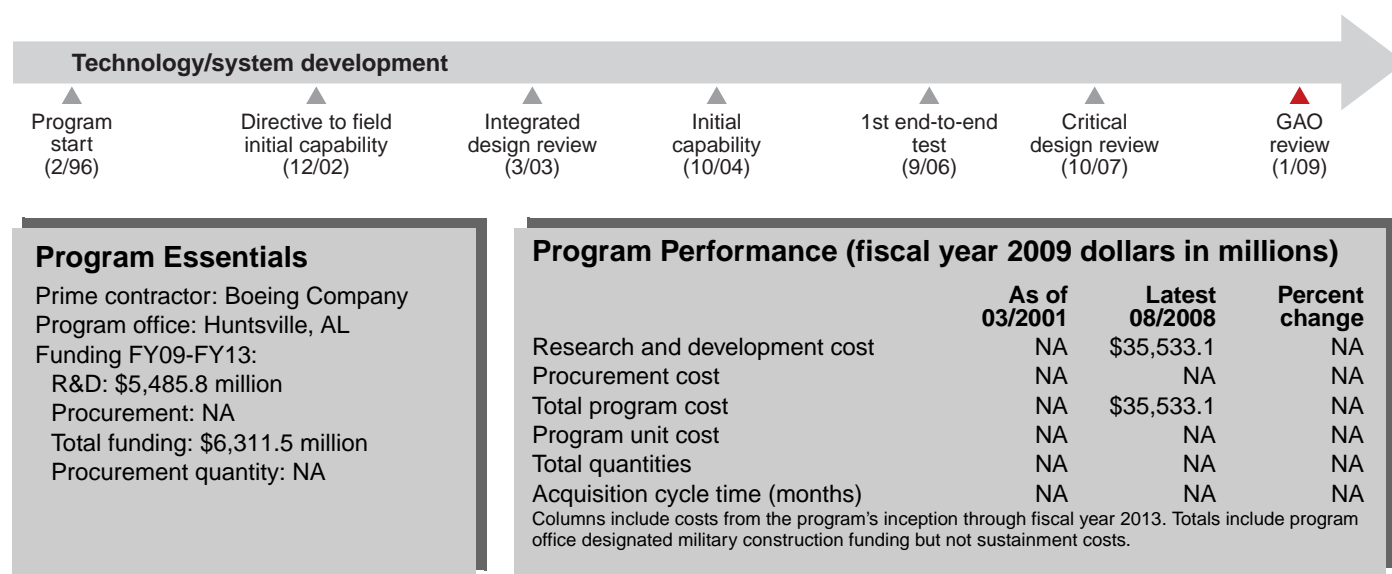 Technology/system development
Program
start
(2/96)
Directive to field
initial capability
(12/02)
Integrated
design review
(3/03)
Initial
capability
(10/04)
1st end-to-end
test
(9/06)
Critical
design review
(10/07)
GAO
review
(1/09)
Program Essentials
Prime contractor: Boeing Company
Program office: Huntsville, AL
Funding FY09-FY13:
R&D: $5,485.8 million
Procurement: NA
Total funding: $6,311.5 million
Procurement quantity: NA
Program Performance (fiscal year 2009 dollars in millions)
As of Latest Percent
03/2001 08/2008 change
Research and development cost NA $35,533.1 NA
Procurement cost NA NA NA
Total program cost NA $35,533.1 NA
Program unit cost NA NA NA
Total quantities NA NA NA
Acquisition cycle time (months) NA NA NA
Columns include costs from the program's inception through fiscal year 2013. Totals include program
office designated military construction funding but not sustainment costs.